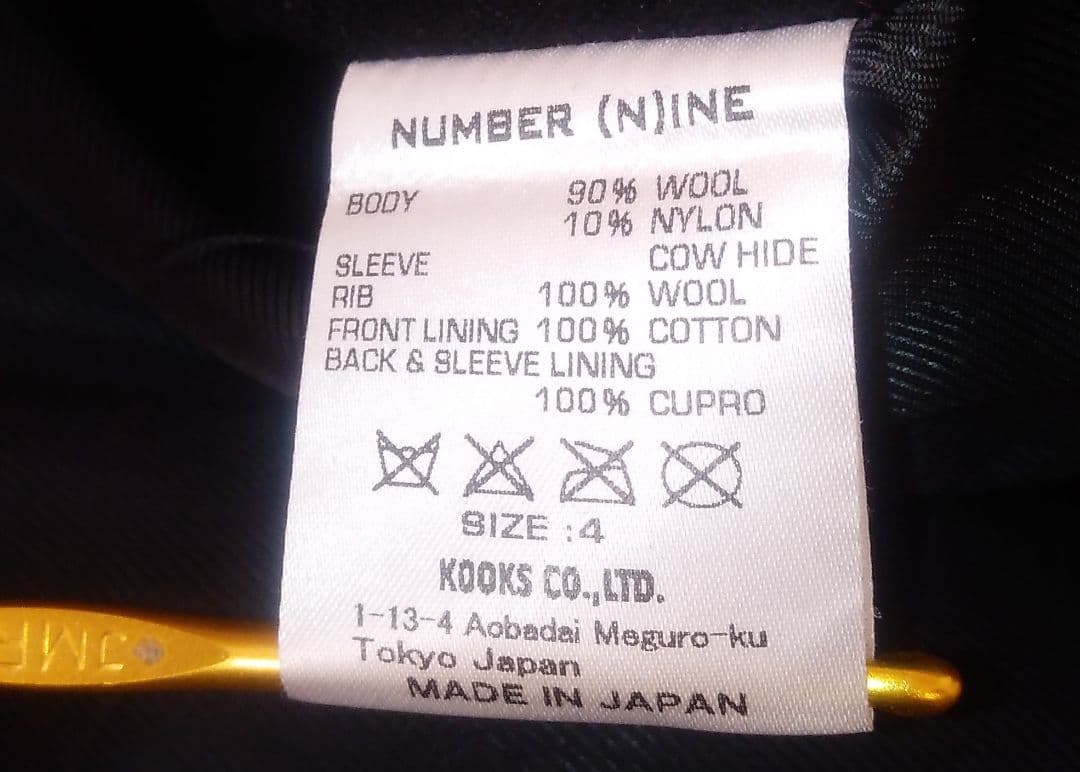 NUMBER (N)INE
BODY 90% WOOL
10% NYLON
SLEEVE COW HIDE
RIB 100% WOOL
FRONT LINING 100% COTTON
BACK & SLEEVE LINING
100% CUPRO
SIZE :4
KOOKS CO.,LTD.
1-13-4 Aobadai Meguro-ku
Tokyo Japan
MADE IN JAPAN